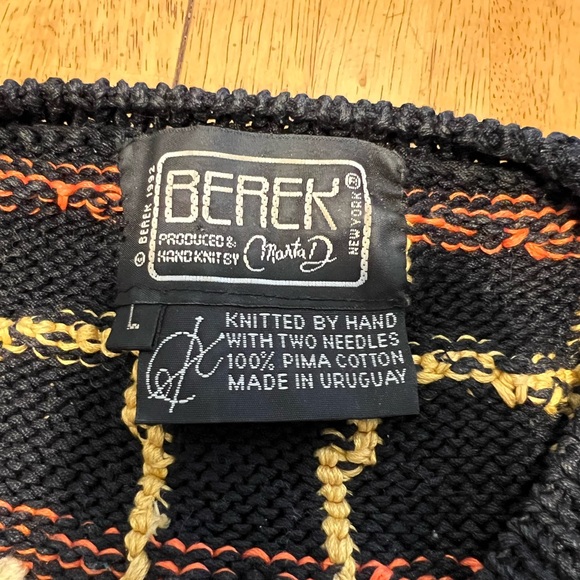 © BEREK 1992
BEREK ®
NEW YORK
PRODUCED &
HAND KNIT BY Marta D
L
KNITTED BY HAND
WITH TWO NEEDLES
100% PIMA COTTON
MADE IN URUGUAY